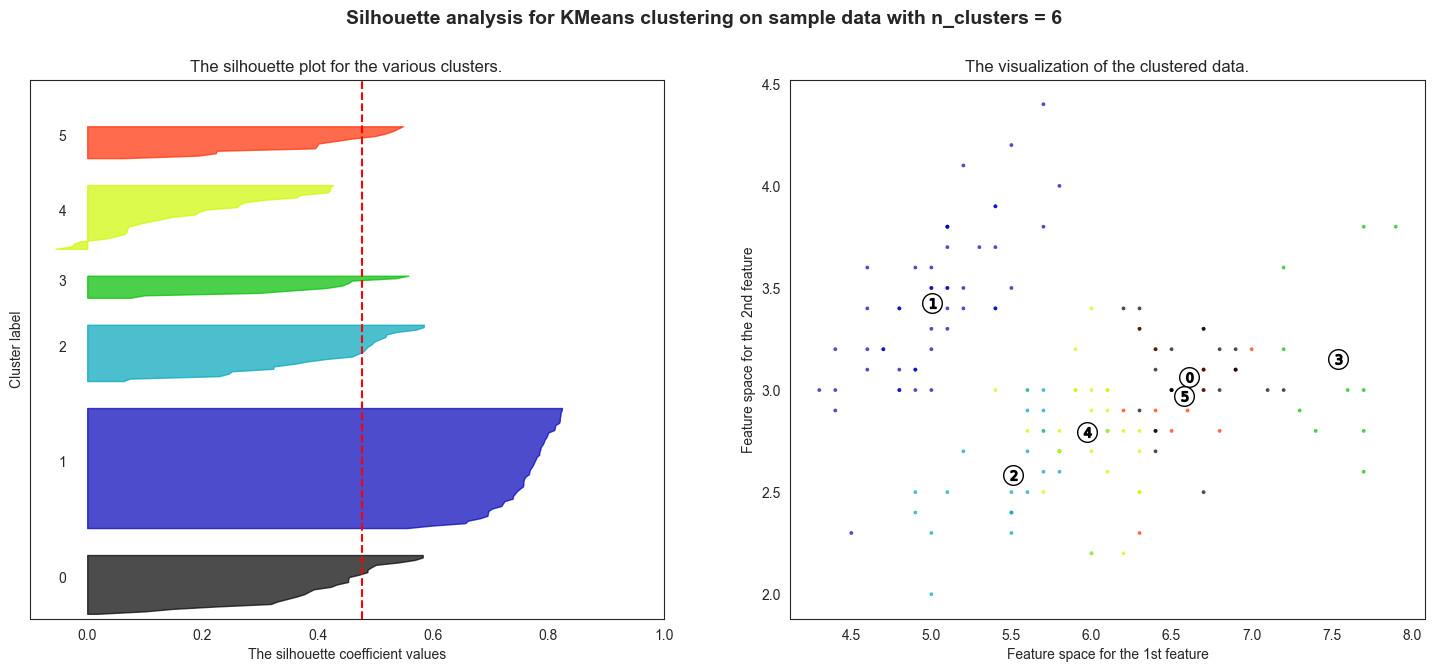 Silhouette analysis for KMeans clustering on sample data with n_clusters = 6
The silhouette plot for the various clusters.
5
4
3
2
1
0
Cluster label
0.0 0.2 0.4 0.6 0.8 1.0
The silhouette coefficient values
The visualization of the clustered data.
4.5
4.0
3.5
3.0
2.5
2.0
Feature space for the 2nd feature
1
3
0
5
4
2
4.5 5.0 5.5 6.0 6.5 7.0 7.5 8.0
Feature space for the 1st feature